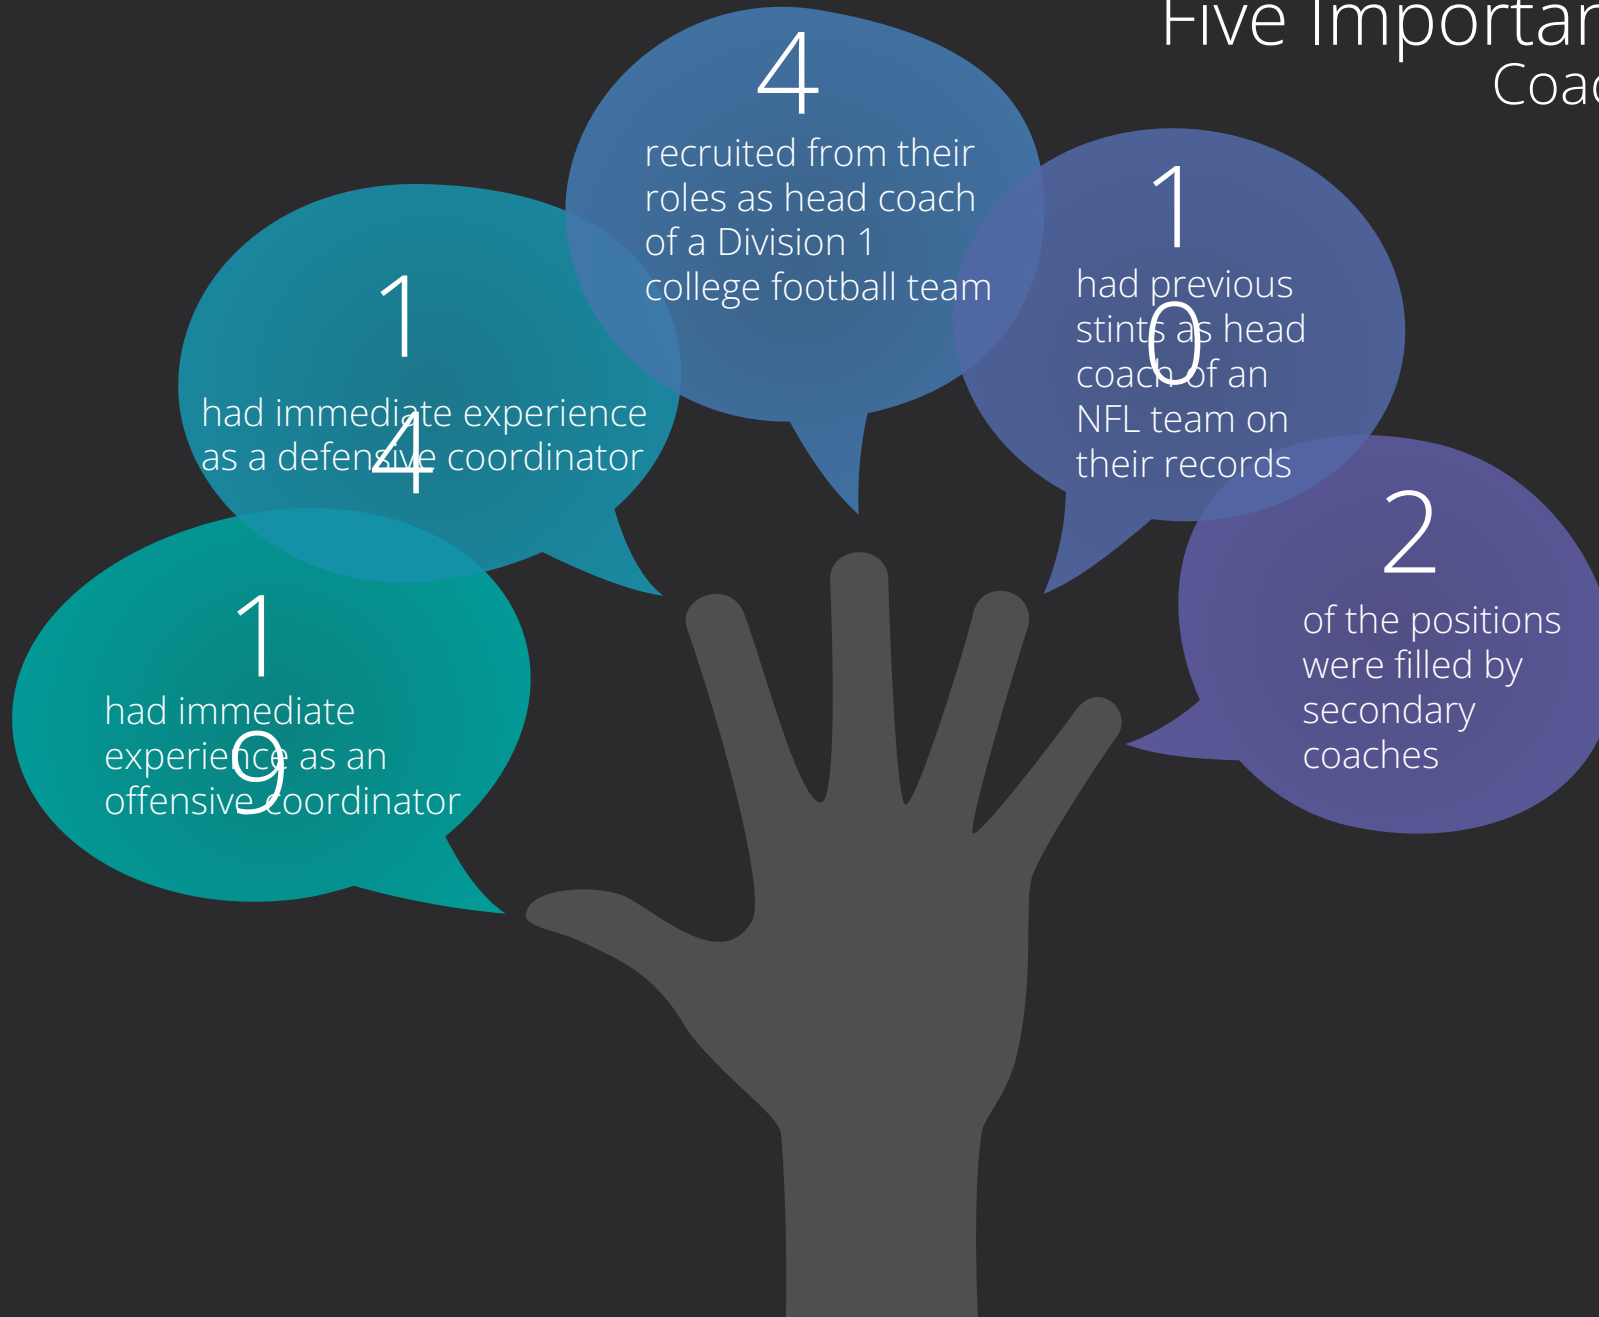 Five Importan
Coac
4
recruited from their
roles as head coach
of a Division 1
college football team
1
0
had previous
stints as head
coach of an
NFL team on
their records
1
4
had immediate experience
as a defensive coordinator
2
of the positions
were filled by
secondary
coaches
1
9
had immediate
experience as an
offensive coordinator